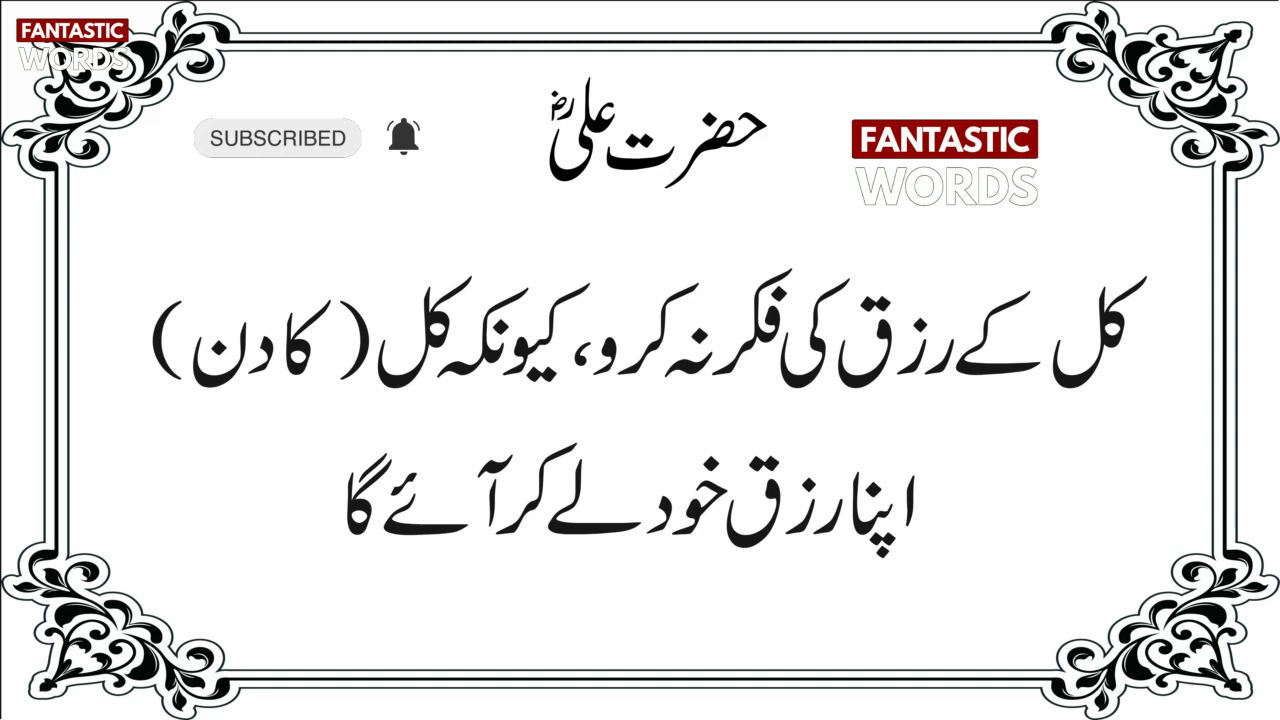 FANTASTIC
WORDS
حضرت علیؓ
SUBSCRIBED
FANTASTIC
WORDS
کل کے رزق کی فکر نہ کرو، کیونکہ کل (کا دن)
اپنا رزق خود لے کر آئے گا